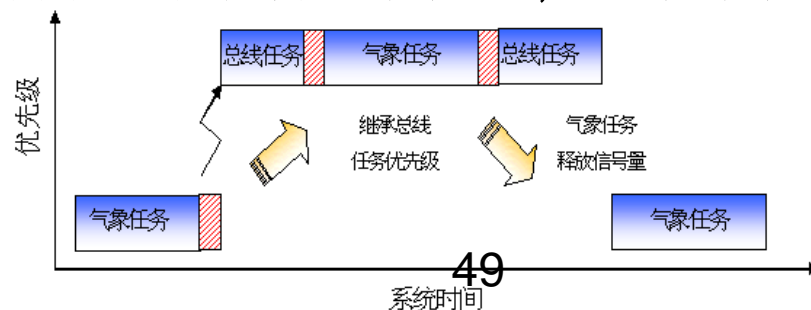 总线任务 气象任务 总线任务
优先级
继承总线 气象任务
任务优先级 释放信号量
气象任务 气象任务
49
系统时间